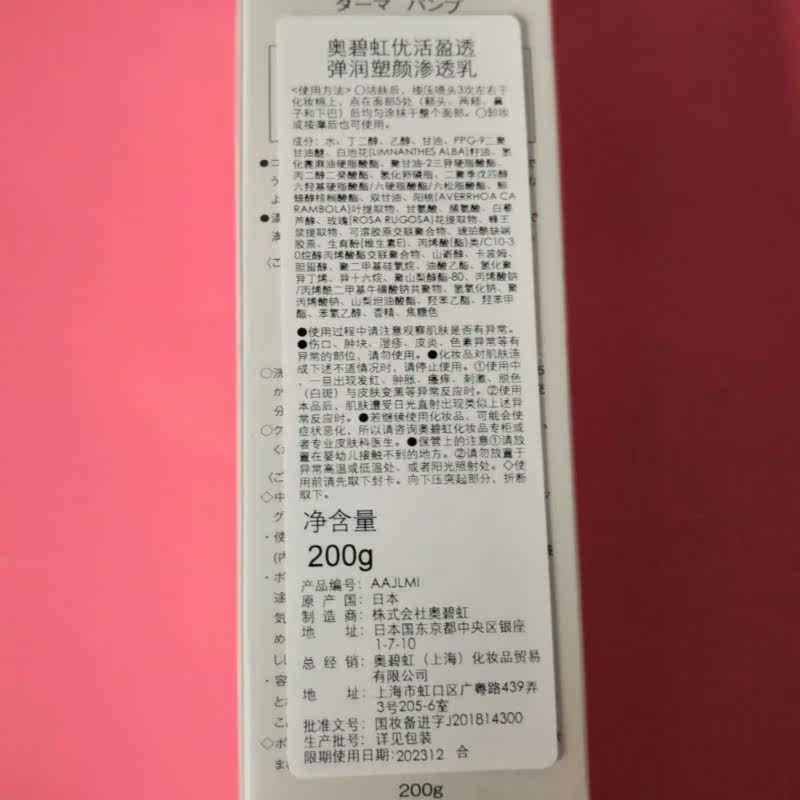 ダーマ パンプ
奥碧虹优活盈透
弹润塑颜渗透乳
<使用方法>○洁肤后，按压喷头3次左右于
化妆棉上，点在面部5处（额头、两颊、鼻
子和下巴）后均匀涂抹于整个面部。○卸妆
或按摩后也可使用。
成分：水、丁二醇、乙醇、甘油、PPG-9二聚
甘油醚、白池花(LIMNANTHES ALBA)籽油、氢
化蓖麻油硬脂酸酯、聚甘油-2三异硬脂酸酯、
丙二醇二癸酸酯、氢化卵磷脂、二聚季戊四醇
六羟基硬脂酸酯/六硬脂酸酯/六松脂酸酯、鲸
蜡醇棕榈酸酯、双甘油、阳桃(AVERRHOA CA
RAMBOLA)叶提取物、甘氨酸、脯氨酸、白藜
芦醇、玫瑰(ROSA RUGOSA)花提取物、蜂王
浆提取物、可溶胶原交联聚合物、琥珀酰缺端
胶原、生育酚(维生素E)、丙烯酸(酯)类/C10-3
0烷醇丙烯酸酯交联聚合物、山嵛醇、卡波姆、
胆甾醇、聚二甲基硅氧烷、油酸乙酯、氢化聚
异丁烯、异十六烷、聚山梨醇酯-80、丙烯酸钠
/丙烯酰二甲基牛磺酸钠共聚物、氢氧化钠、聚
丙烯酸钠、山梨坦油酸酯、羟苯乙酯、羟苯甲
酯、苯氧乙醇、香精、焦糖色
●使用过程中请注意观察肌肤是否有异常。
●伤口、肿块、湿疹、皮炎、色素异常等有
异常的部位，请勿使用。●化妆品对肌肤造
成下述不适情况时，请停止使用。①使用中
，一旦出现发红、肿胀、瘙痒、刺激、脱色
（白斑）与皮肤变黑等异常反应时。②使用
本品后，肌肤遭受日光直射出现类似上述异
常反应时。●若继续使用化妆品，可能会使
症状恶化，所以请咨询奥碧虹化妆品专柜或
者专业皮肤科医生。●保管上的注意①请放
置在婴幼儿接触不到的地方。②请勿放置于
异常高温或低温处、或者阳光照射处。◇使
用前请先取下封卡。向下压突起部分，折断
取下。
净含量
200g
产品编号：AAJLMI
原 产 国：日本
制 造 商：株式会社奥碧虹
地 址：日本国东京都中央区银座
1-7-10
总 经 销：奥碧虹（上海）化妆品贸易
有限公司
地 址：上海市虹口区广粤路439弄
3号205-6室
批准文号：国妆备进字J201814300
生产批号：详见包装
限期使用日期:202312 合
200g